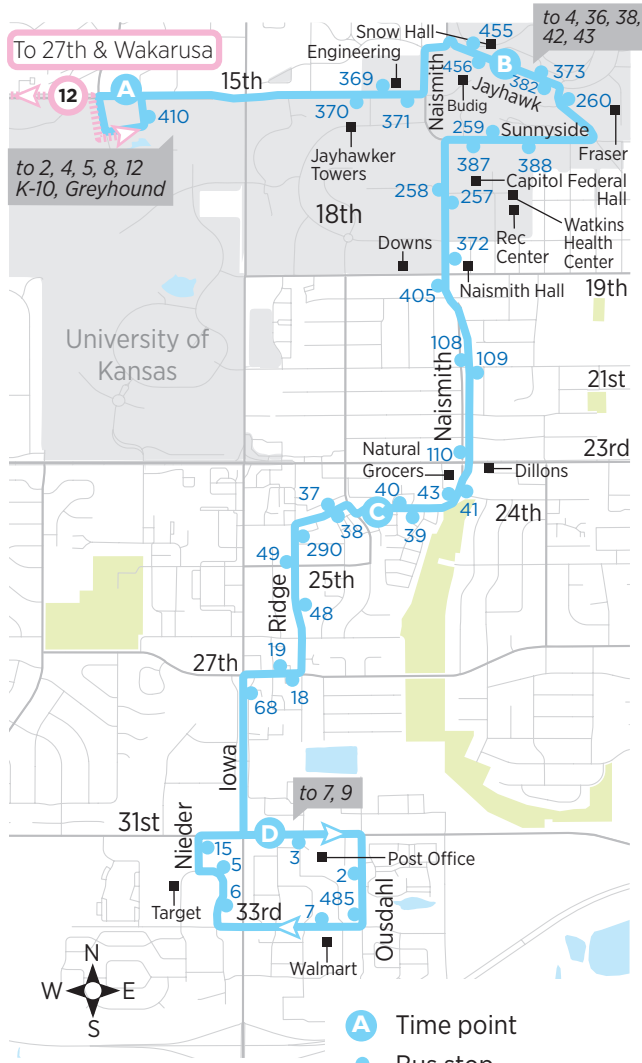 to 4, 36, 38,
42, 43
455
Snow Hall
To 27th & Wakarusa
Engineering
456
B
373
369
Jayhawk
382
12
A
15th
Naismith
260
410
370
371
Budig
259
Sunnyside
to 2, 4, 5, 8, 12
K-10, Greyhound
Jayhawker
Towers
387
388
Fraser
258
Capitol Federal
Hall
257
18th
Watkins
Health
Center
Rec
Center
Downs
372
405
Naismith Hall
19th
University of
Kansas
108
109
Naismith
21st
Natural
Grocers
110
23rd
Dillons
37
40
43
C
41
24th
38
39
290
49
25th
Ridge
48
19
27th
18
68
Iowa
to 7, 9
31st
Nieder
D
15
3
Post Office
5
2
Target
6
485
33rd
7
Ousdahl
Walmart
N
W
E
S
A
Time point
Bus stop